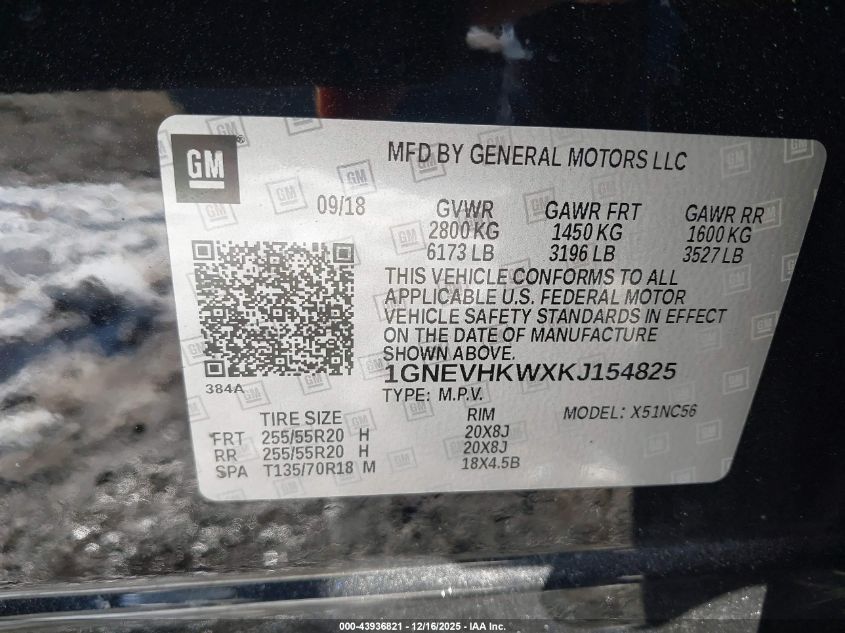 GM
MFD BY GENERAL MOTORS LLC
09/18
GVWR GAWR FRT GAWR RR
2800 KG 1450 KG 1600 KG
6173 LB 3196 LB 3527 LB
THIS VEHICLE CONFORMS TO ALL
APPLICABLE U.S. FEDERAL MOTOR
VEHICLE SAFETY STANDARDS IN EFFECT
ON THE DATE OF MANUFACTURE
SHOWN ABOVE.
1GNEVHKWXKJ154825
384A
TYPE: M.P.V.
TIRE SIZE RIM MODEL: X51NC56
FRT 255/55R20 H 20X8J
RR 255/55R20 H 20X8J
SPA T135/70R18 M 18X4.5B
000-43936821 - 12/16/2025 - IAA Inc.